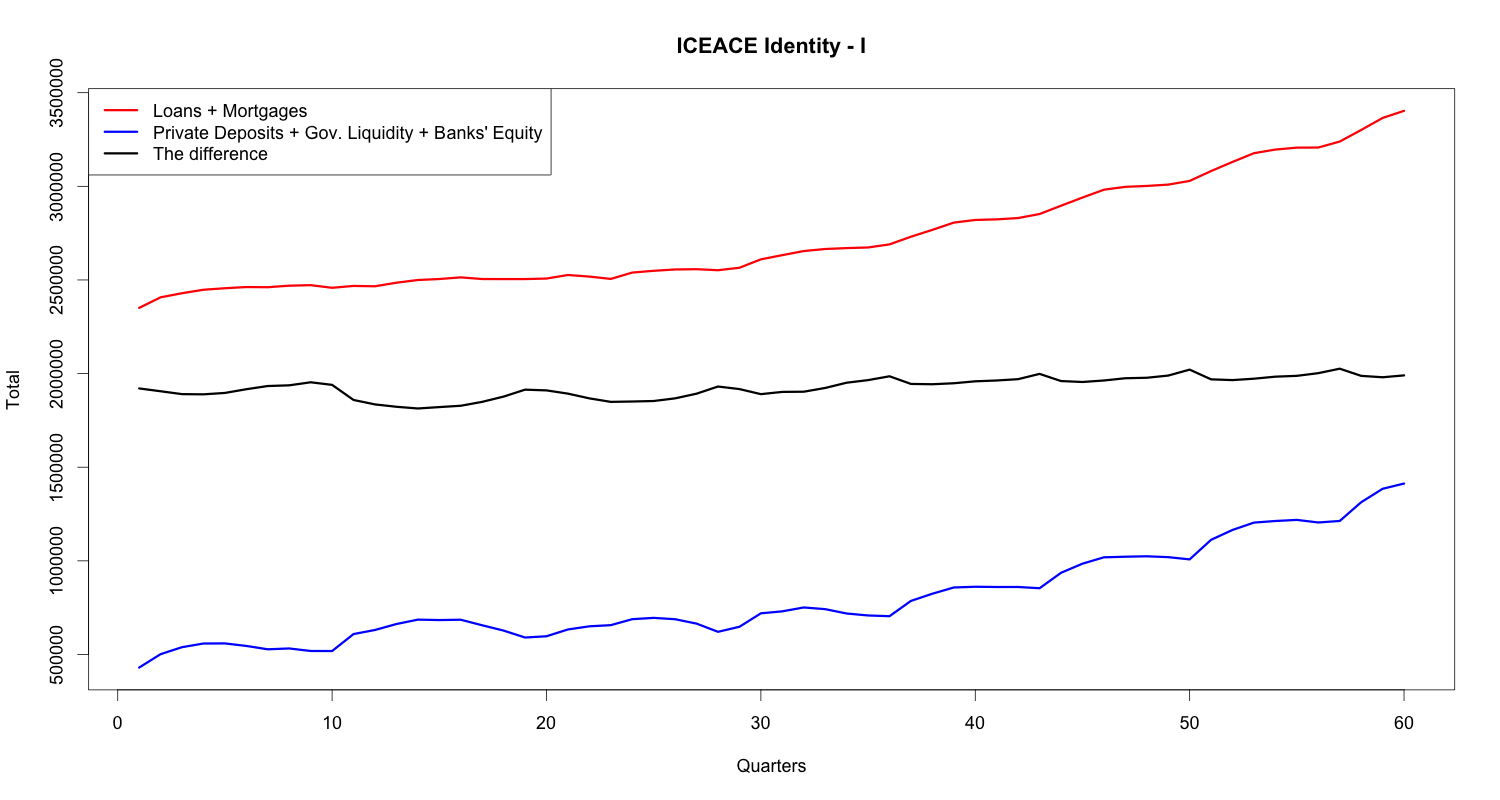 ICEACE Identity - I
Loans + Mortgages
Private Deposits + Gov. Liquidity + Banks' Equity
The difference
Total
3500000
3000000
2500000
2000000
1500000
1000000
500000
0 10 20 30 40 50 60
Quarters